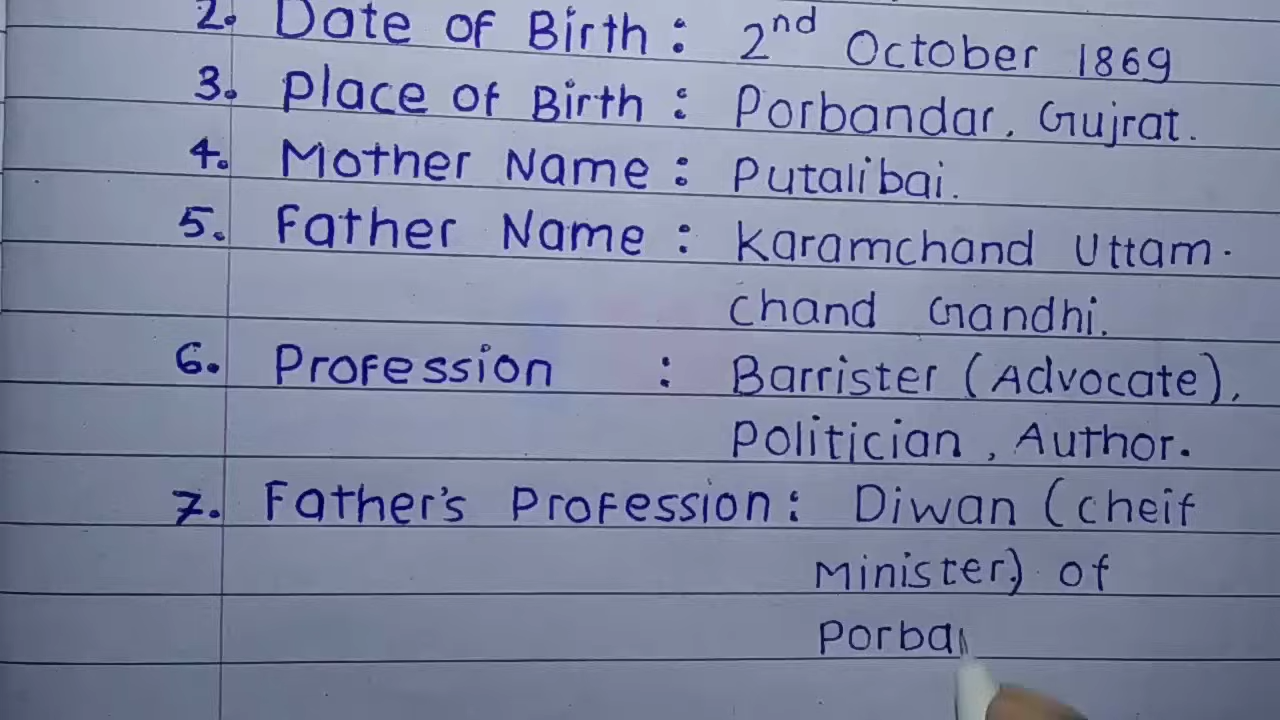 2. Date of Birth : 2nd October 1869
3. Place of Birth : Porbandar, Gujrat.
4. Mother Name : Putalibai.
5. Father Name : Karamchand Uttam-
chand Gandhi.
6. Profession : Barrister (Advocate),
Politician, Author.
7. Father's Profession : Diwan (cheif
Minister) of
Porba